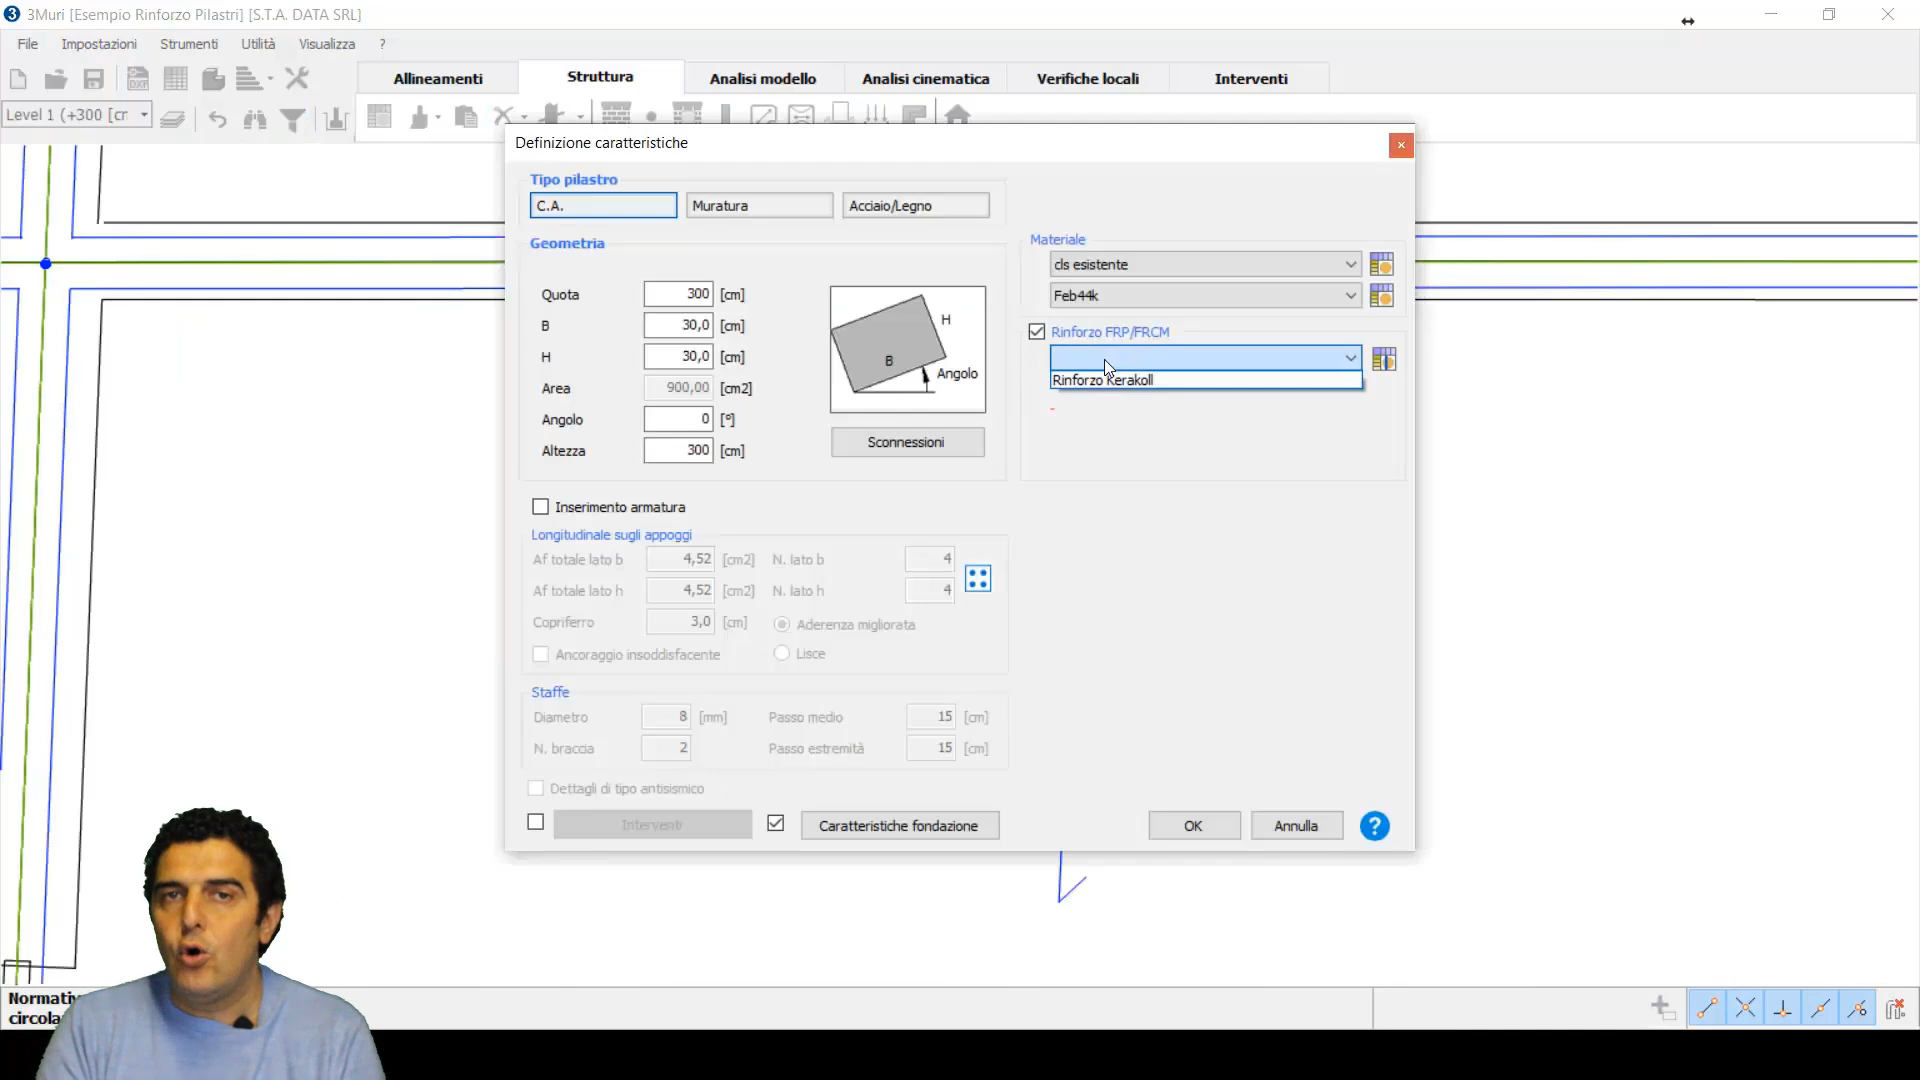 3 3Muri [Esempio Rinforzo Pilastri] [S.T.A. DATA SRL]
File Impostazioni Strumenti Utilità Visualizza ?
DXF
Allineamenti Struttura Analisi modello Analisi cinematica Verifiche locali Interventi
Level 1 (+300 [cr
Definizione caratteristiche
Tipo pilastro
C.A. Muratura Acciaio/Legno
Geometria
Quota 300 [cm]
B 30,0 [cm]
H 30,0 [cm]
Area 900,00 [cm2]
Angolo 0 [°]
Altezza 300 [cm]
H
B
Angolo
Sconnessioni
Materiale
cls esistente
Feb44k
Rinforzo FRP/FRCM
Rinforzo Kerakoll
-
Inserimento armatura
Longitudinale sugli appoggi
Af totale lato b 4,52 [cm2] N. lato b 4
Af totale lato h 4,52 [cm2] N. lato h 4
Copriferro 3,0 [cm] Aderenza migliorata
Ancoraggio insoddisfacente Lisce
Staffe
Diametro 8 [mm] Passo medio 15 [cm]
N. braccia 2 Passo estremità 15 [cm]
Dettagli di tipo antisismico
Interventi Caratteristiche fondazione OK Annulla ?
Normativ
circola